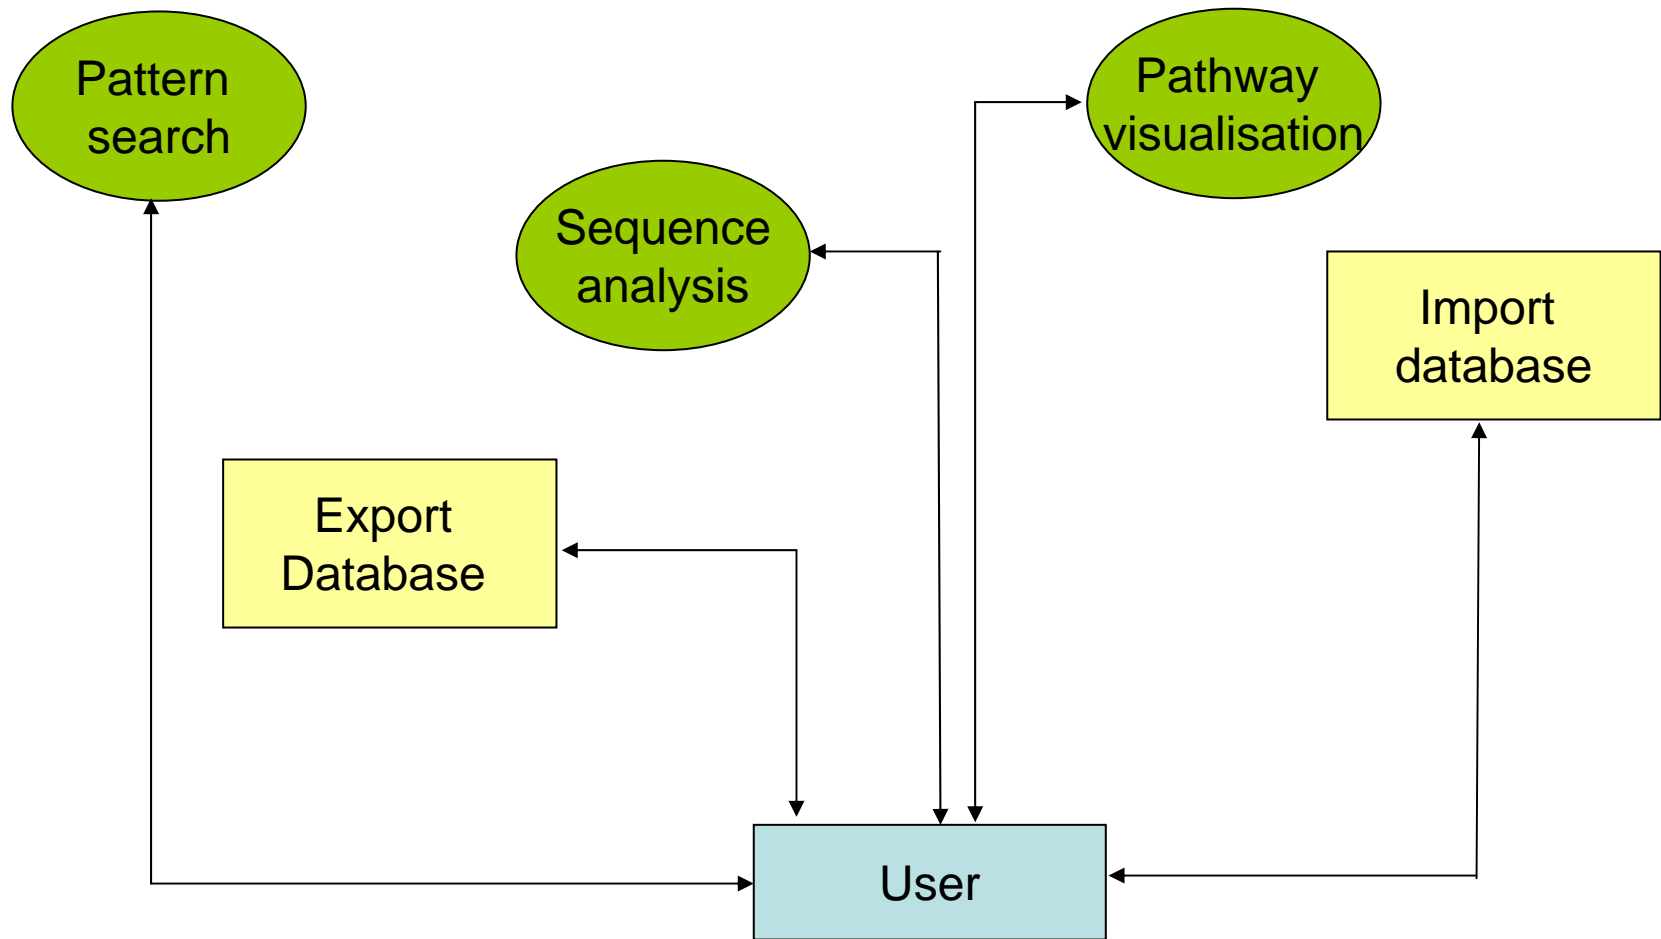 Pattern
search
Pathway
visualisation
Sequence
analysis
Import
database
Export
Database
User